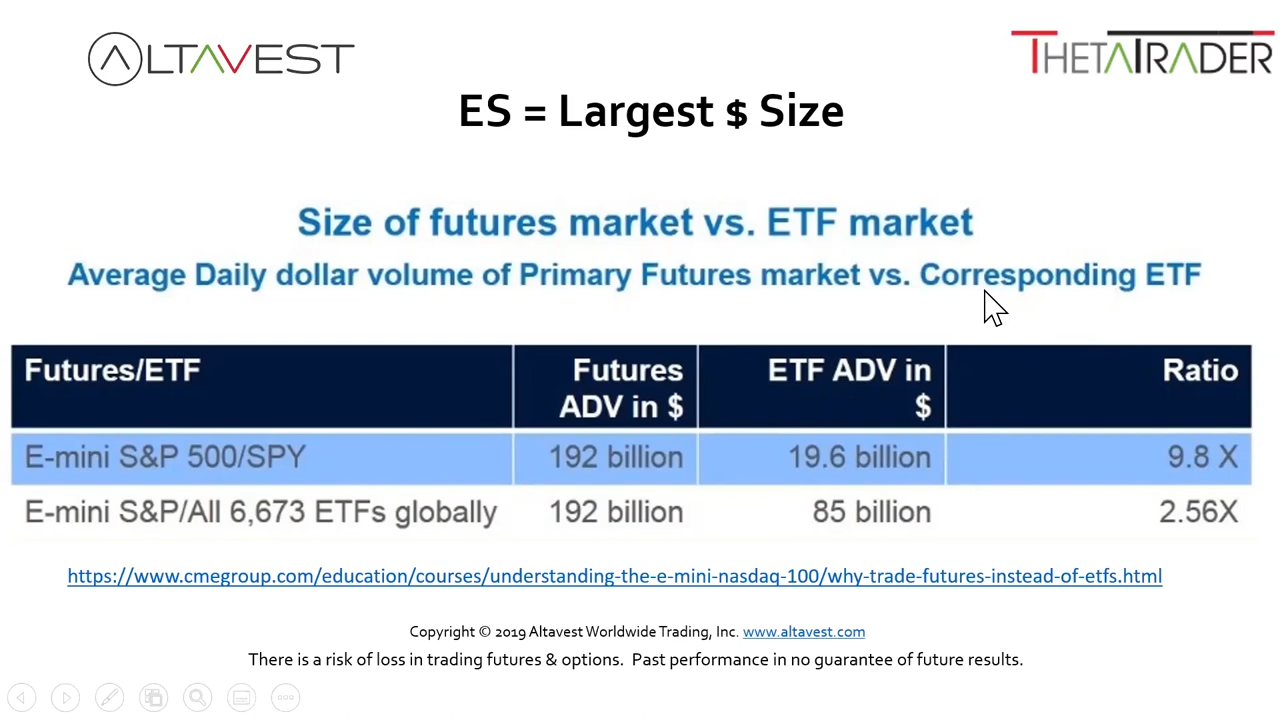 ALTAVEST
THETATRADER
ES = Largest $ Size
Size of futures market vs. ETF market
Average Daily dollar volume of Primary Futures market vs. Corresponding ETF
Futures/ETF Futures ADV in $ ETF ADV in $ Ratio
E-mini S&P 500/SPY 192 billion 19.6 billion 9.8 X
E-mini S&P/All 6,673 ETFs globally 192 billion 85 billion 2.56X
https://www.cmegroup.com/education/courses/understanding-the-e-mini-nasdaq-100/why-trade-futures-instead-of-etfs.html
Copyright © 2019 Altavest Worldwide Trading, Inc. www.altavest.com
There is a risk of loss in trading futures & options. Past performance in no guarantee of future results.